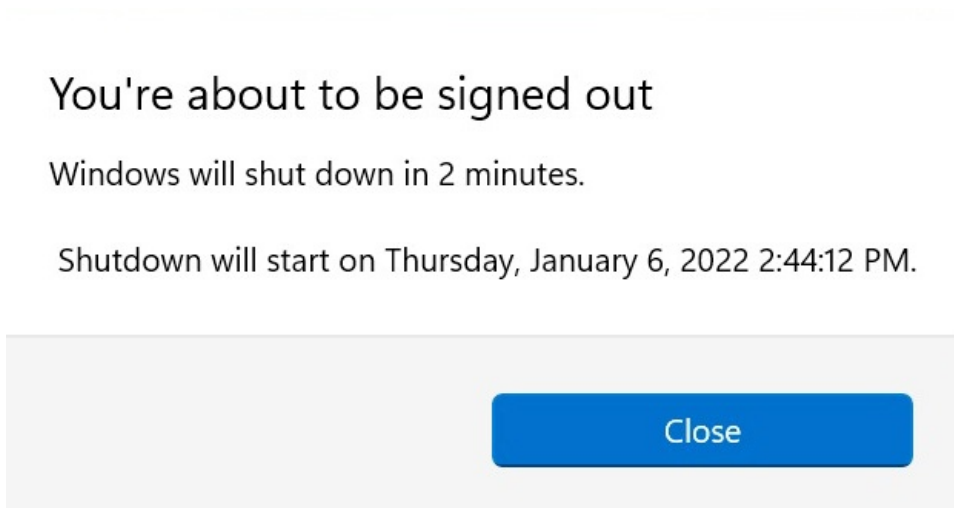 You're about to be signed out
Windows will shut down in 2 minutes.
Shutdown will start on Thursday, January 6, 2022 2:44:12 PM.
Close